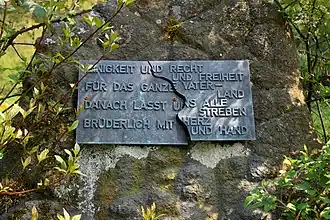 EINIGKEIT UND RECHT
UND FREIHEIT
FÜR DAS GANZE VATER-
LAND
DANACH LASST UNS ALLE
STREBEN
BRÜDERLICH MIT HERZ
UND HAND